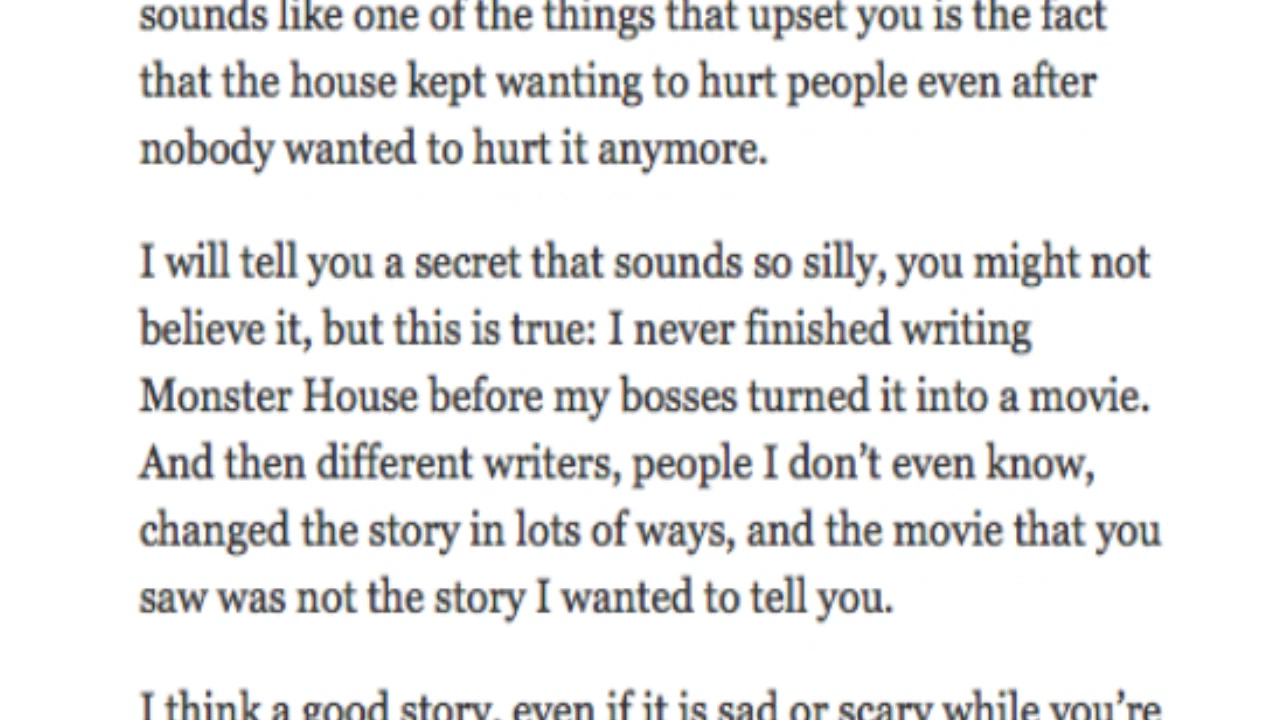 sounds like one of the things that upset you is the fact
that the house kept wanting to hurt people even after
nobody wanted to hurt it anymore.
I will tell you a secret that sounds so silly, you might not
believe it, but this is true: I never finished writing
Monster House before my bosses turned it into a movie.
And then different writers, people I don’t even know,
changed the story in lots of ways, and the movie that you
saw was not the story I wanted to tell you.
I think a good story, even if it is sad or scary while you’re